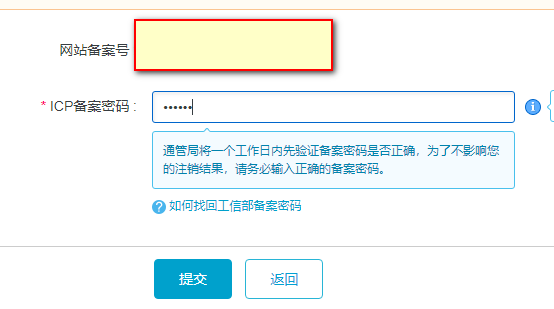 网站备案号
* ICP备案密码：
••••••
通管局将一个工作日内先验证备案密码是否正确，为了不影响您
的注销结果，请务必输入正确的备案密码。
如何找回工信部备案密码
提交 返回